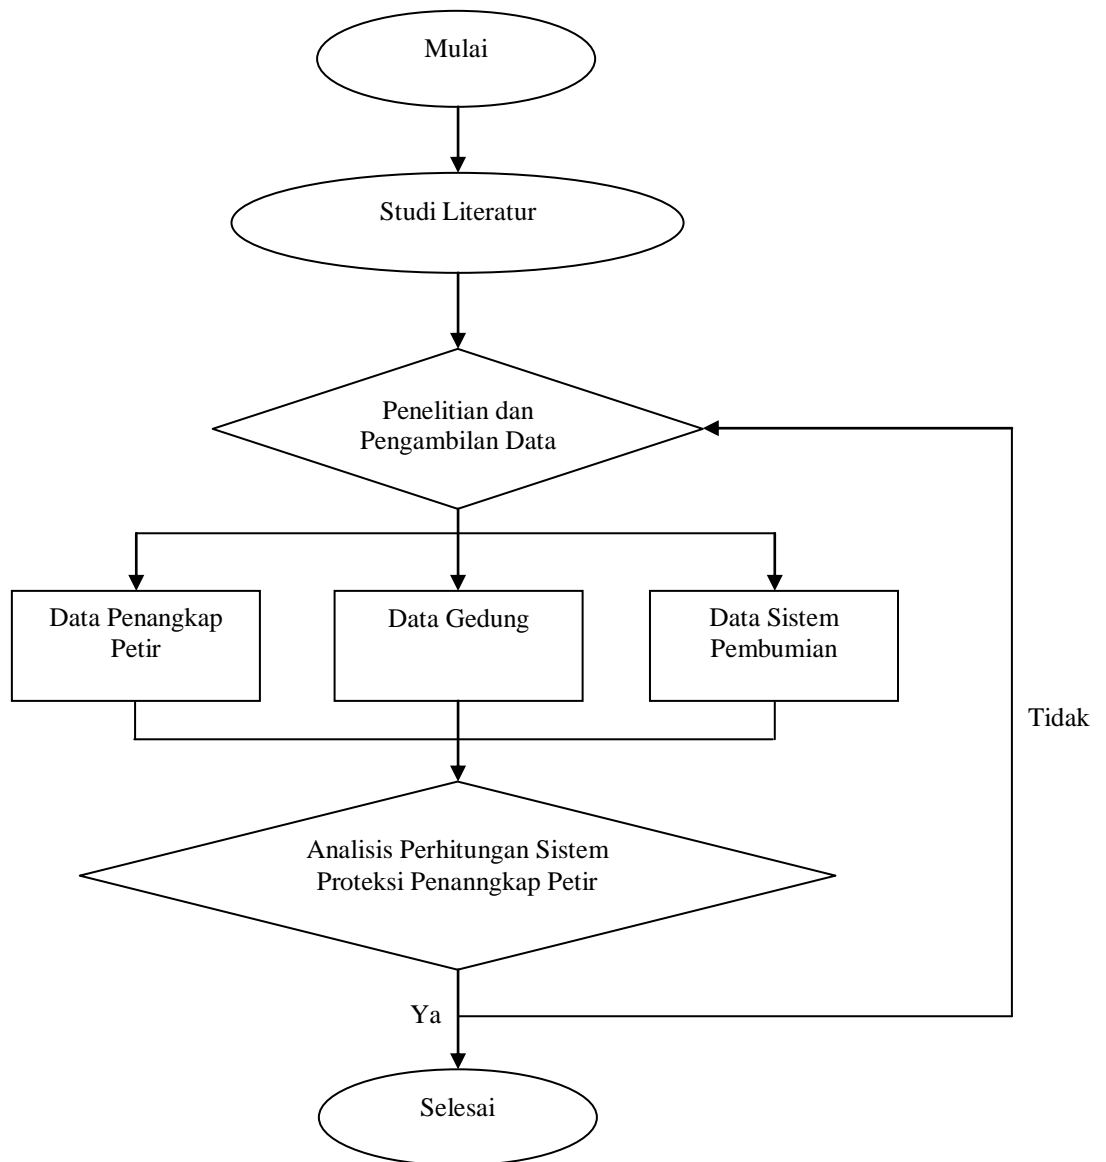 Mulai
Studi Literatur
Penelitian dan
Pengambilan Data
Data Penangkap
Petir
Data Gedung
Data Sistem
Pembumian
Tidak
Analisis Perhitungan Sistem
Proteksi Penanngkap Petir
Ya
Selesai